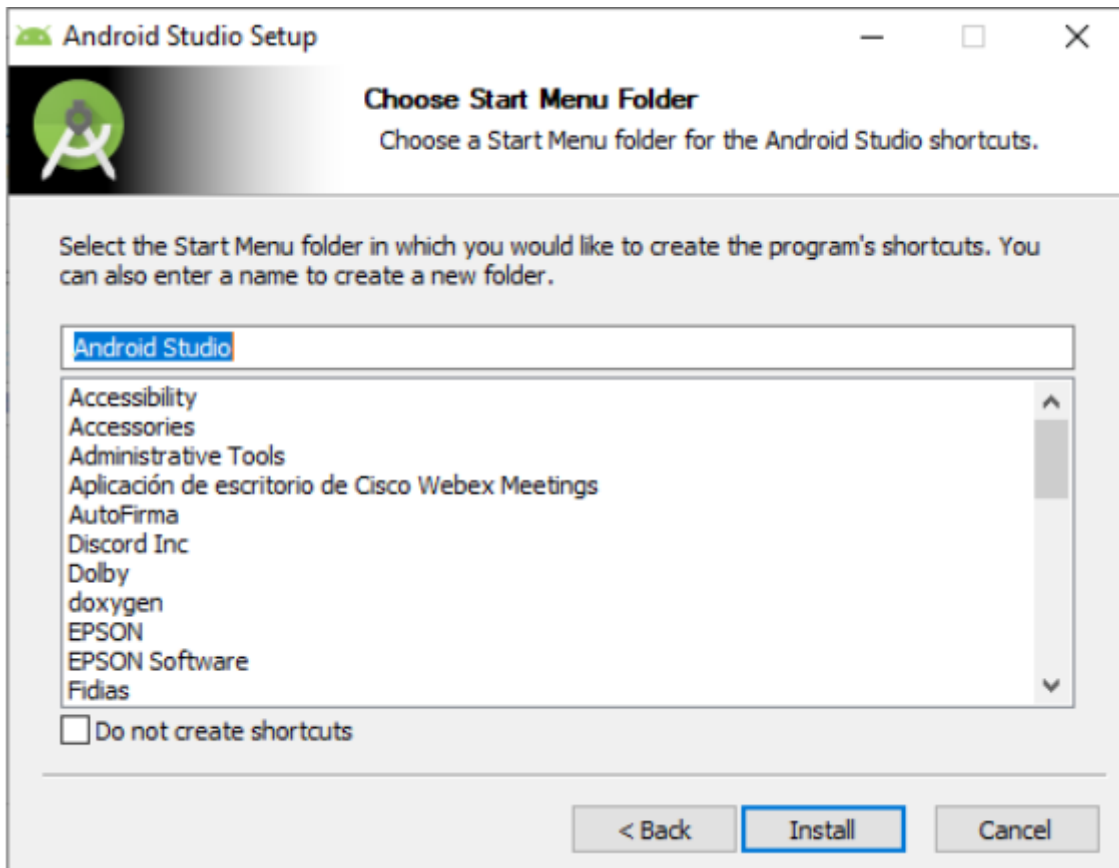 Android Studio Setup
Choose Start Menu Folder
Choose a Start Menu folder for the Android Studio shortcuts.
Select the Start Menu folder in which you would like to create the program's shortcuts. You
can also enter a name to create a new folder.
Android Studio
Accessibility
Accessories
Administrative Tools
Aplicación de escritorio de Cisco Webex Meetings
AutoFirma
Discord Inc
Dolby
doxygen
EPSON
EPSON Software
Fidias
Do not create shortcuts
< Back Install Cancel